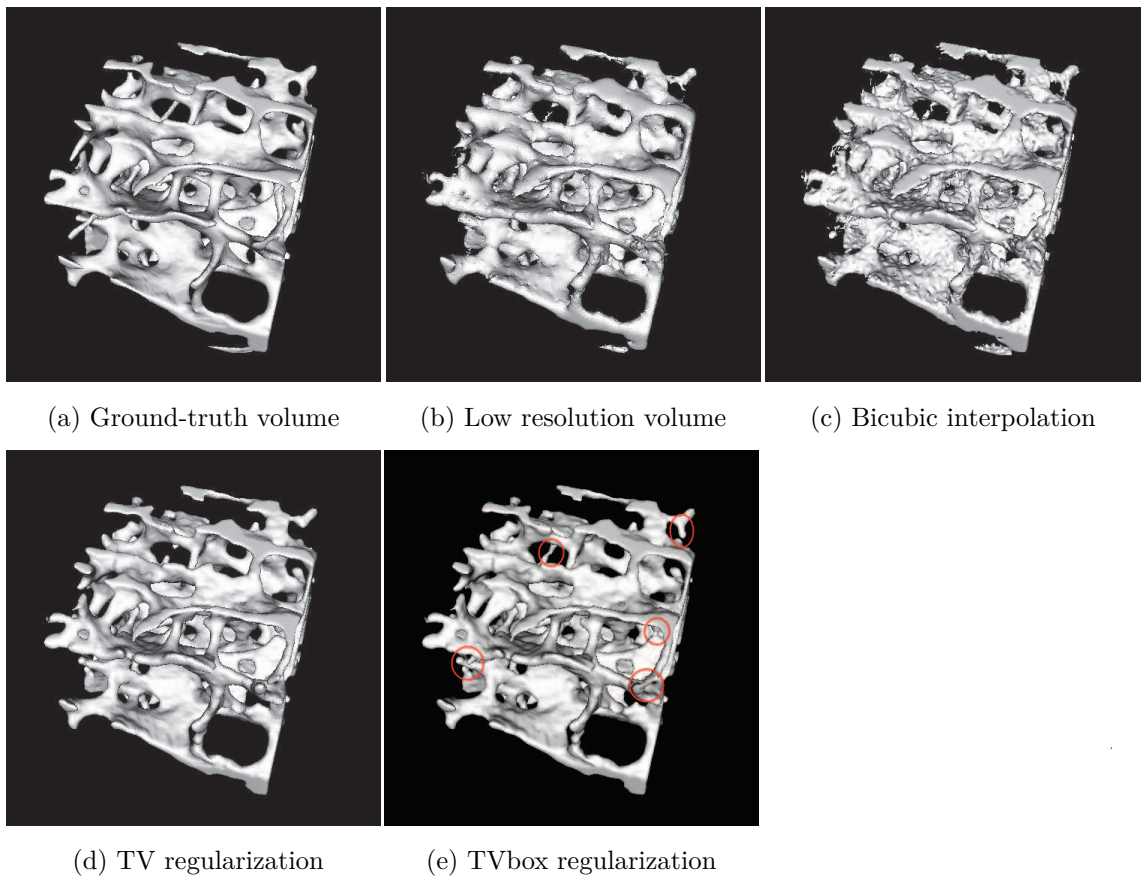 (a) Ground-truth volume
(b) Low resolution volume
(c) Bicubic interpolation
(d) TV regularization
(e) TVbox regularization